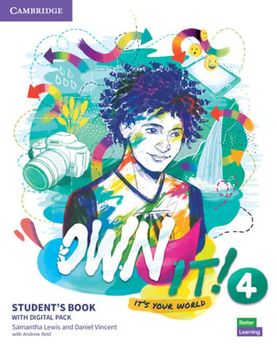 CAMBRIDGE
OWN
IT!
IT'S YOUR WORLD
4
STUDENT'S BOOK
WITH DIGITAL PACK
Samantha Lewis and Daniel Vincent
with Andrew Reid
Better
Learning